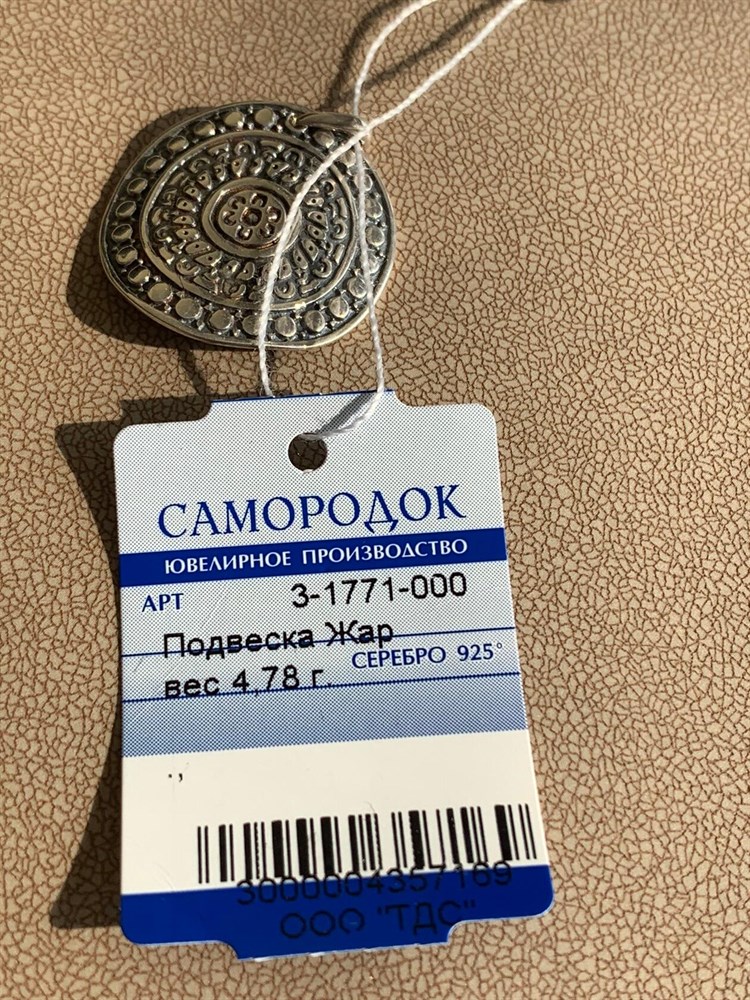 САМОРОДОК
ЮВЕЛИРНОЕ ПРОИЗВОДСТВО
АРТ 3-1771-000
Подвеска Жар
СЕРЕБРО 925°
вес 4,78 г.
.,
3000004357169
ООО "ТДС"